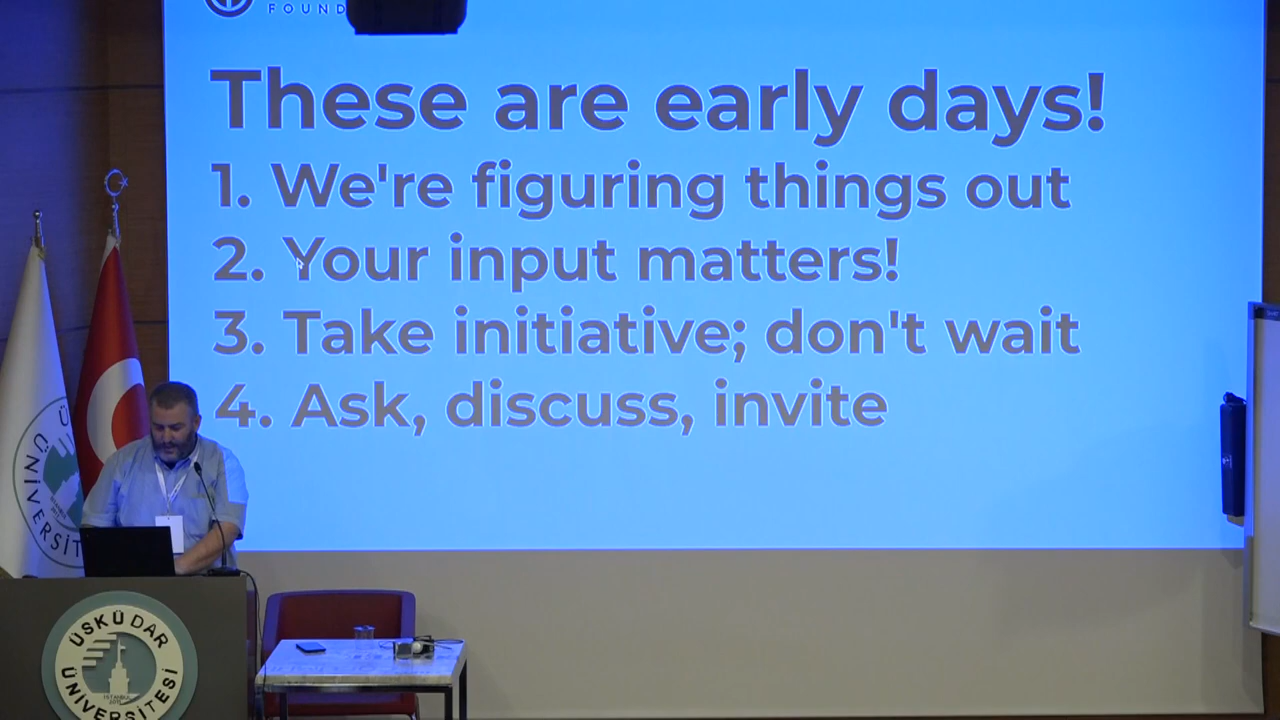 FOUND
These are early days!
1. We're figuring things out
2. Your input matters!
3. Take initiative; don't wait
4. Ask, discuss, invite
ÜNİVERSİT
ÜSKÜDAR
ÜNİVERSİTESİ
İSTANBUL